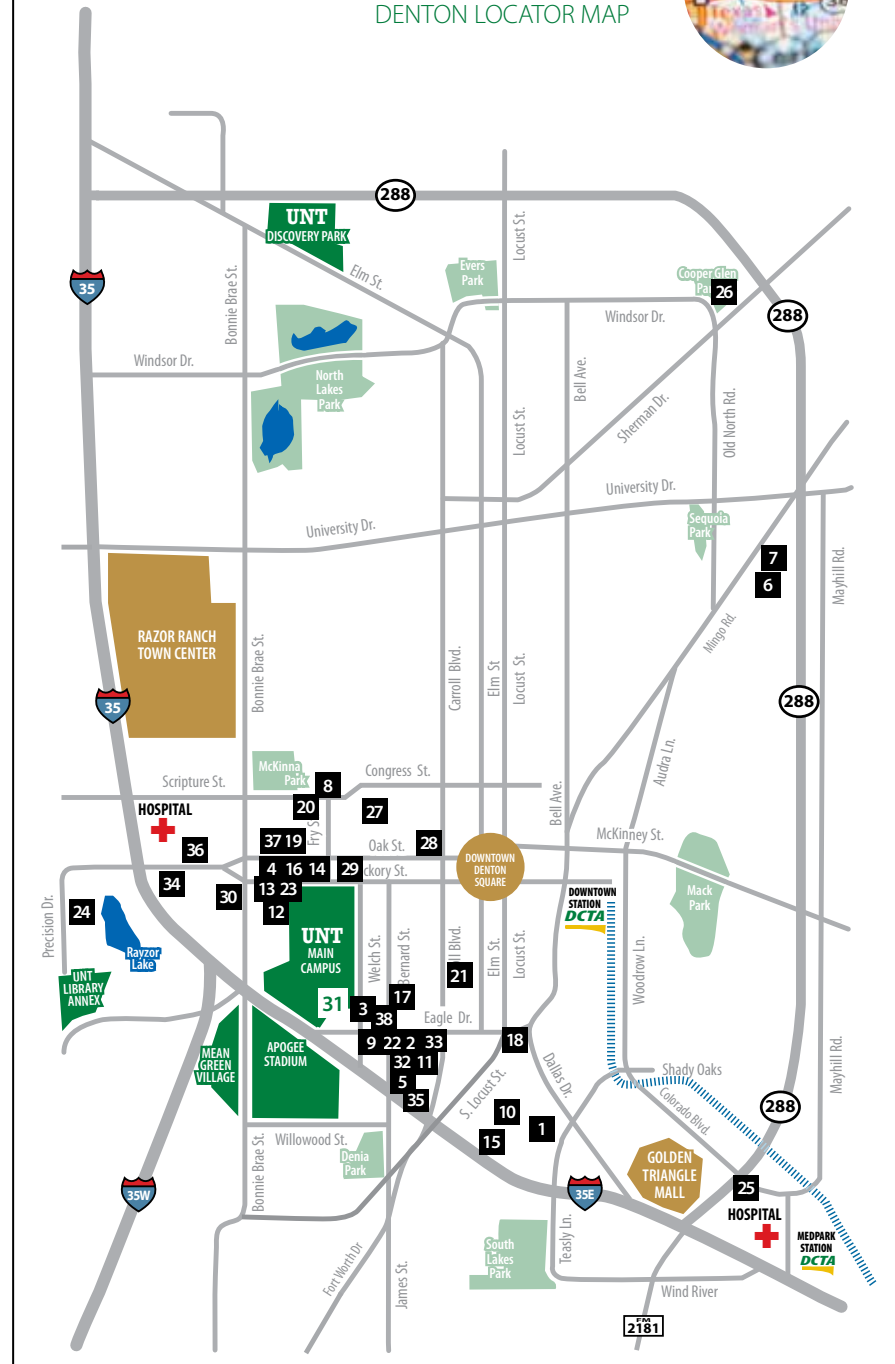 DENTON LOCATOR MAP
Texas
288
UNT
DISCOVERY PARK
Locust St.
Elm St.
Bonnie Brae St.
Evers
Park
Cooper Glen
26
35
288
Windsor Dr.
Windsor Dr.
Bell Ave.
North
Lakes
Park
Sherman Dr.
Old North Rd.
Locust St.
University Dr.
University Dr.
Sequoia
Park
7
6
Mayhill Rd.
Mingo Rd.
RAZOR RANCH
TOWN CENTER
Bonnie Brae St.
Carroll Blvd.
Elm St
Locust St.
35
288
Audra Ln.
McKinna
Park
Scripture St.
Congress St.
8
20
27
Bell Ave.
HOSPITAL
Fry S
37 19
Oak St.
28
McKinney St.
36
4 16 14 29
ckory St.
DOWNTOWN
DENTON
SQUARE
34
30
13 23
12
Mack
Park
DOWNTOWN
STATION
DCTA
Precision Dr.
24
Rayzor
Lake
UNT
MAIN
CAMPUS
Welch St.
Bernard St.
ll Blvd.
Elm St.
Locust St.
Woodrow Ln.
21
UNT
LIBRARY
ANNEX
31
3
17
38
Eagle Dr.
18
9 22 2 33
32 11
5
35
MEAN
GREEN
VILLAGE
APOGEE
STADIUM
Dallas Dr.
S. Locust St.
Shady Oaks
Colorado Blvd.
Mayhill Rd.
288
10
1
15
Willowood St.
Denia
Park
Bonnie Brae St.
GOLDEN
TRIANGLE
MALL
25
35W
35E
HOSPITAL
MEDPARK
STATION
DCTA
South
Lakes
Park
Teasly Ln.
Fort Worth Dr
James St.
Wind River
FM
2181